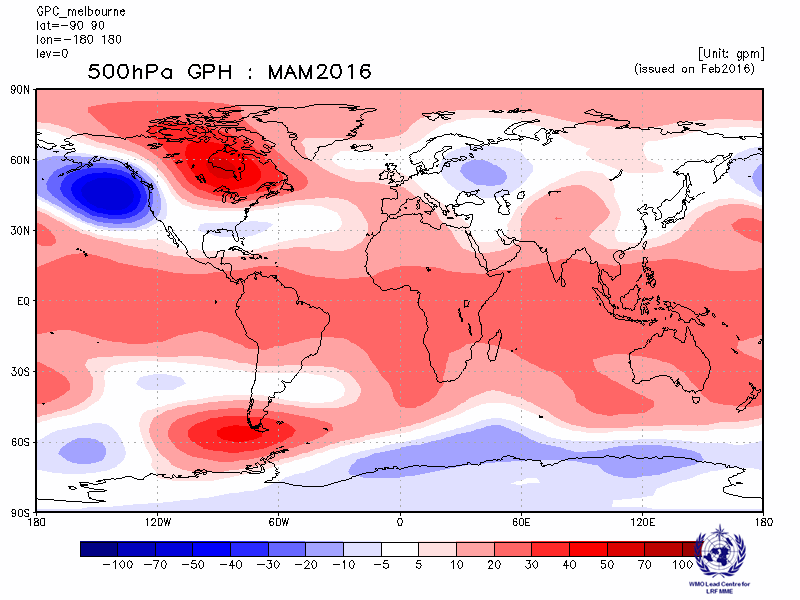 GPC_melbourne
lat=-90 90
lon=-180 180
lev=0
[Unit: gpm]
500hPa GPH : MAM2016
(issued on Feb2016)
90N
60N
30N
EQ
30S
60S
90S
180 120W 60W 0 60E 120E 180
-100 -70 -50 -40 -30 -20 -10 -5 5 10 20 30 40 50 70 100
WMO Lead Centre for
LRF MME